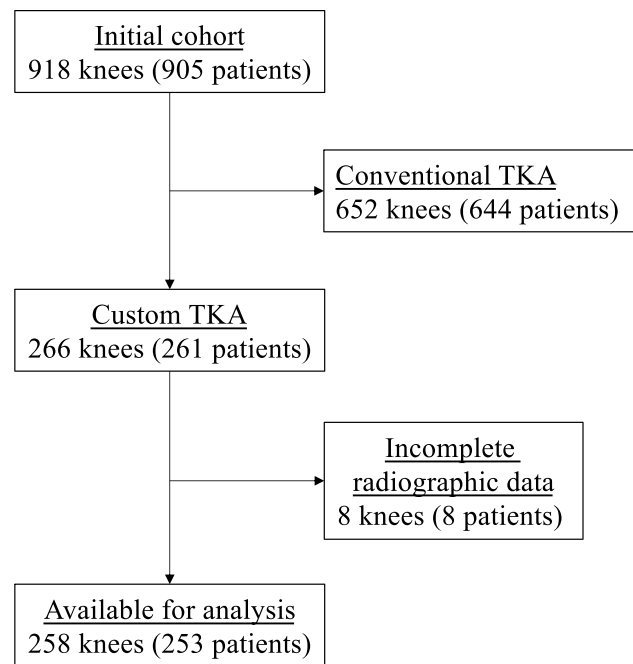 Initial cohort
918 knees (905 patients)
Conventional TKA
652 knees (644 patients)
Custom TKA
266 knees (261 patients)
Incomplete
radiographic data
8 knees (8 patients)
Available for analysis
258 knees (253 patients)